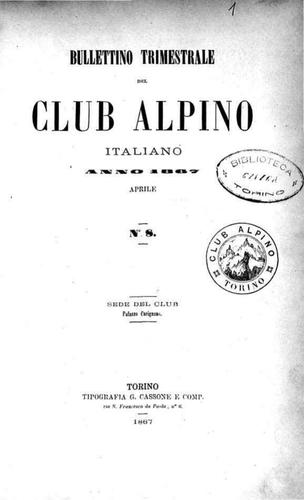 1
BULLETTINO TRIMESTRALE
DEL
CLUB ALPINO
ITALIANO
ANNO 1867
APRILE
BIBLIOTECA
TORINO
N° 8.
CLUB ALPINO
TORINO
SEDE DEL CLUB
Palazzo Carignano.
TORINO
TIPOGRAFIA G. CASSONE E COMP.
via S. Francesco da Paola, n° 6.
1867